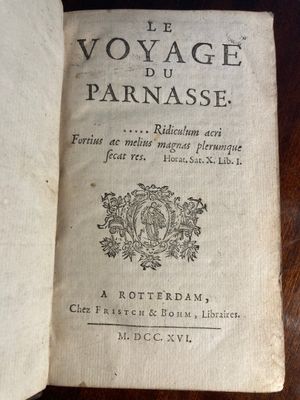 LE
VOYAGE
DU
PARNASSE.
..... Ridiculum acri
Fortius ac melius magnas plerumque
secat res. Horat. Sat. X. Lib. I.
A ROTTERDAM,
Chez FRISTCH & BOHM, Libraires.
M. DCC. XVI.